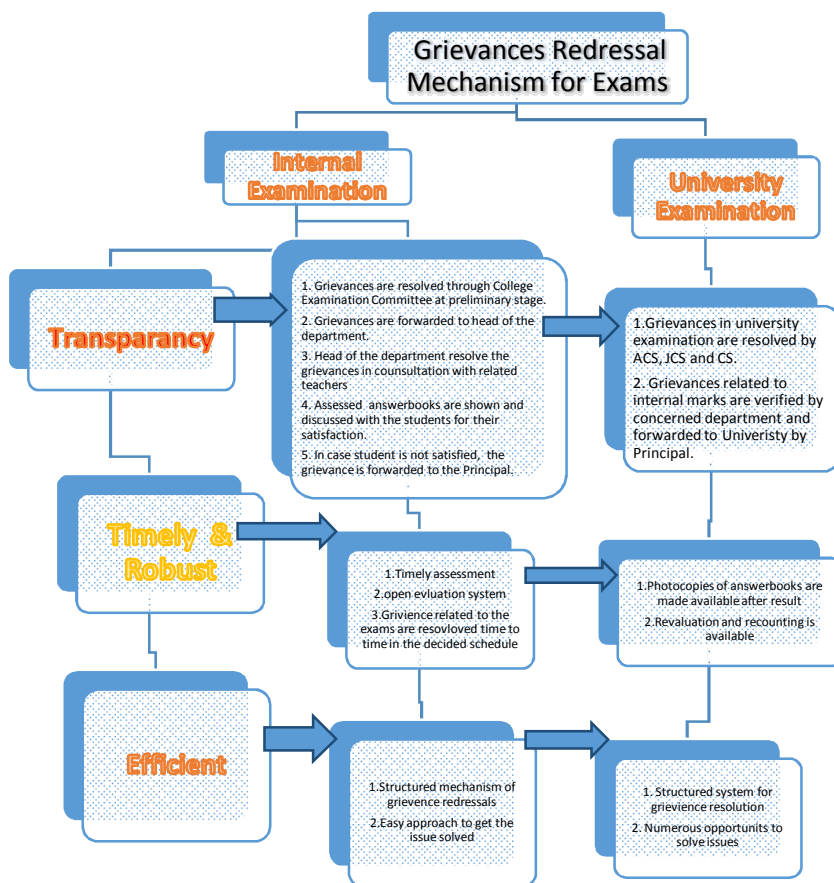 Grievances Redressal
Mechanism for Exams
Internal
Examination
University
Examination
Transparancy
1. Grievances are resolved through College
Examination Committee at preliminary stage.
2. Grievances are forwarded to head of the
department.
3. Head of the department resolve the
grievances in counsultation with related
teachers
4. Assessed answerbooks are shown and
discussed with the students for their
satisfaction.
5. In case student is not satisfied, the
grievance is forwarded to the Principal.
1.Grievances in university
examination are resolved by
ACS, JCS and CS.
2. Grievances related to
internal marks are verified by
concerned department and
forwarded to Univeristy by
Principal.
Timely &
Robust
1.Timely assessment
2.open evluation system
3.Grivience related to the
exams are resovloved time to
time in the decided schedule
1.Photocopies of answerbooks are
made available after result
2.Revaluation and recounting is
available
Efficient
1.Structured mechanism of
grievence redressals
2.Easy approach to get the
issue solved
1. Structured system for
grievience resolution
2. Numerous opportunits to
solve issues